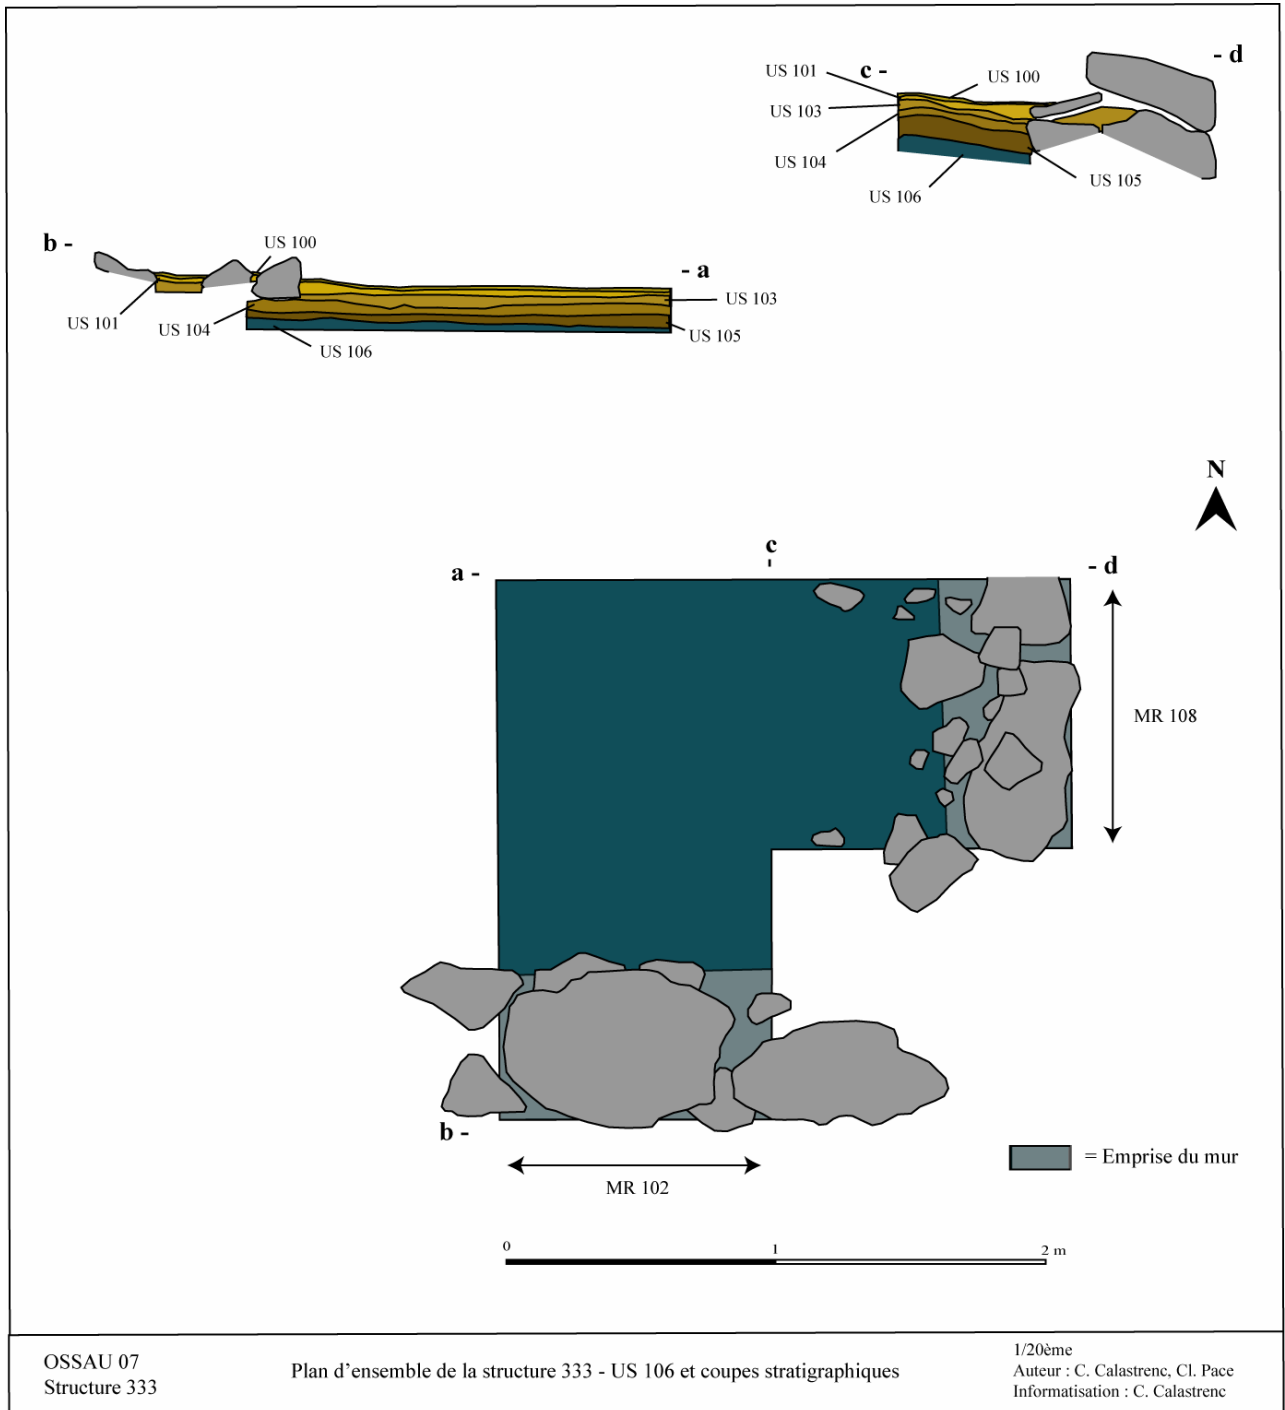 - d
c -
US 101
US 100
US 103
US 104
US 105
US 106
b -
US 100
- a
US 103
US 101
US 104
US 105
US 106
N
c
a -
- d
MR 108
b -
= Emprise du mur
MR 102
0
1
2 m
OSSAU 07
Structure 333
Plan d’ensemble de la structure 333 - US 106 et coupes stratigraphiques
1/20ème
Auteur : C. Calastrenc, Cl. Pace
Informatisation : C. Calastrenc